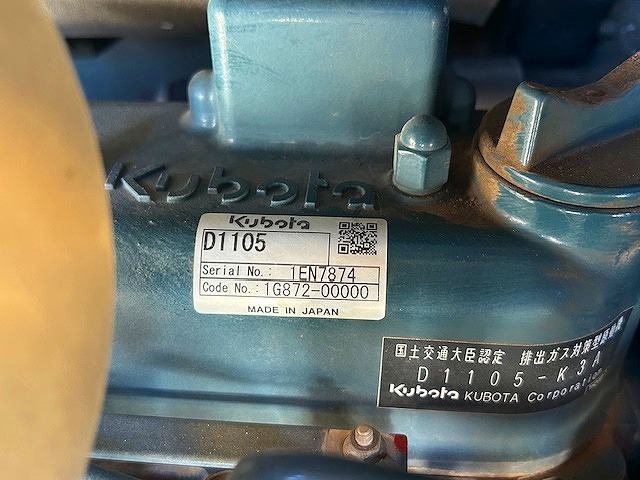 Kubota
Kubota
D1105
Serial No.: 1EN7874
Code No.: 1G872-00000
MADE IN JAPAN
国土交通大臣認定 排出ガス対策型原動機
D1105-K3A
Kubota KUBOTA Corporation